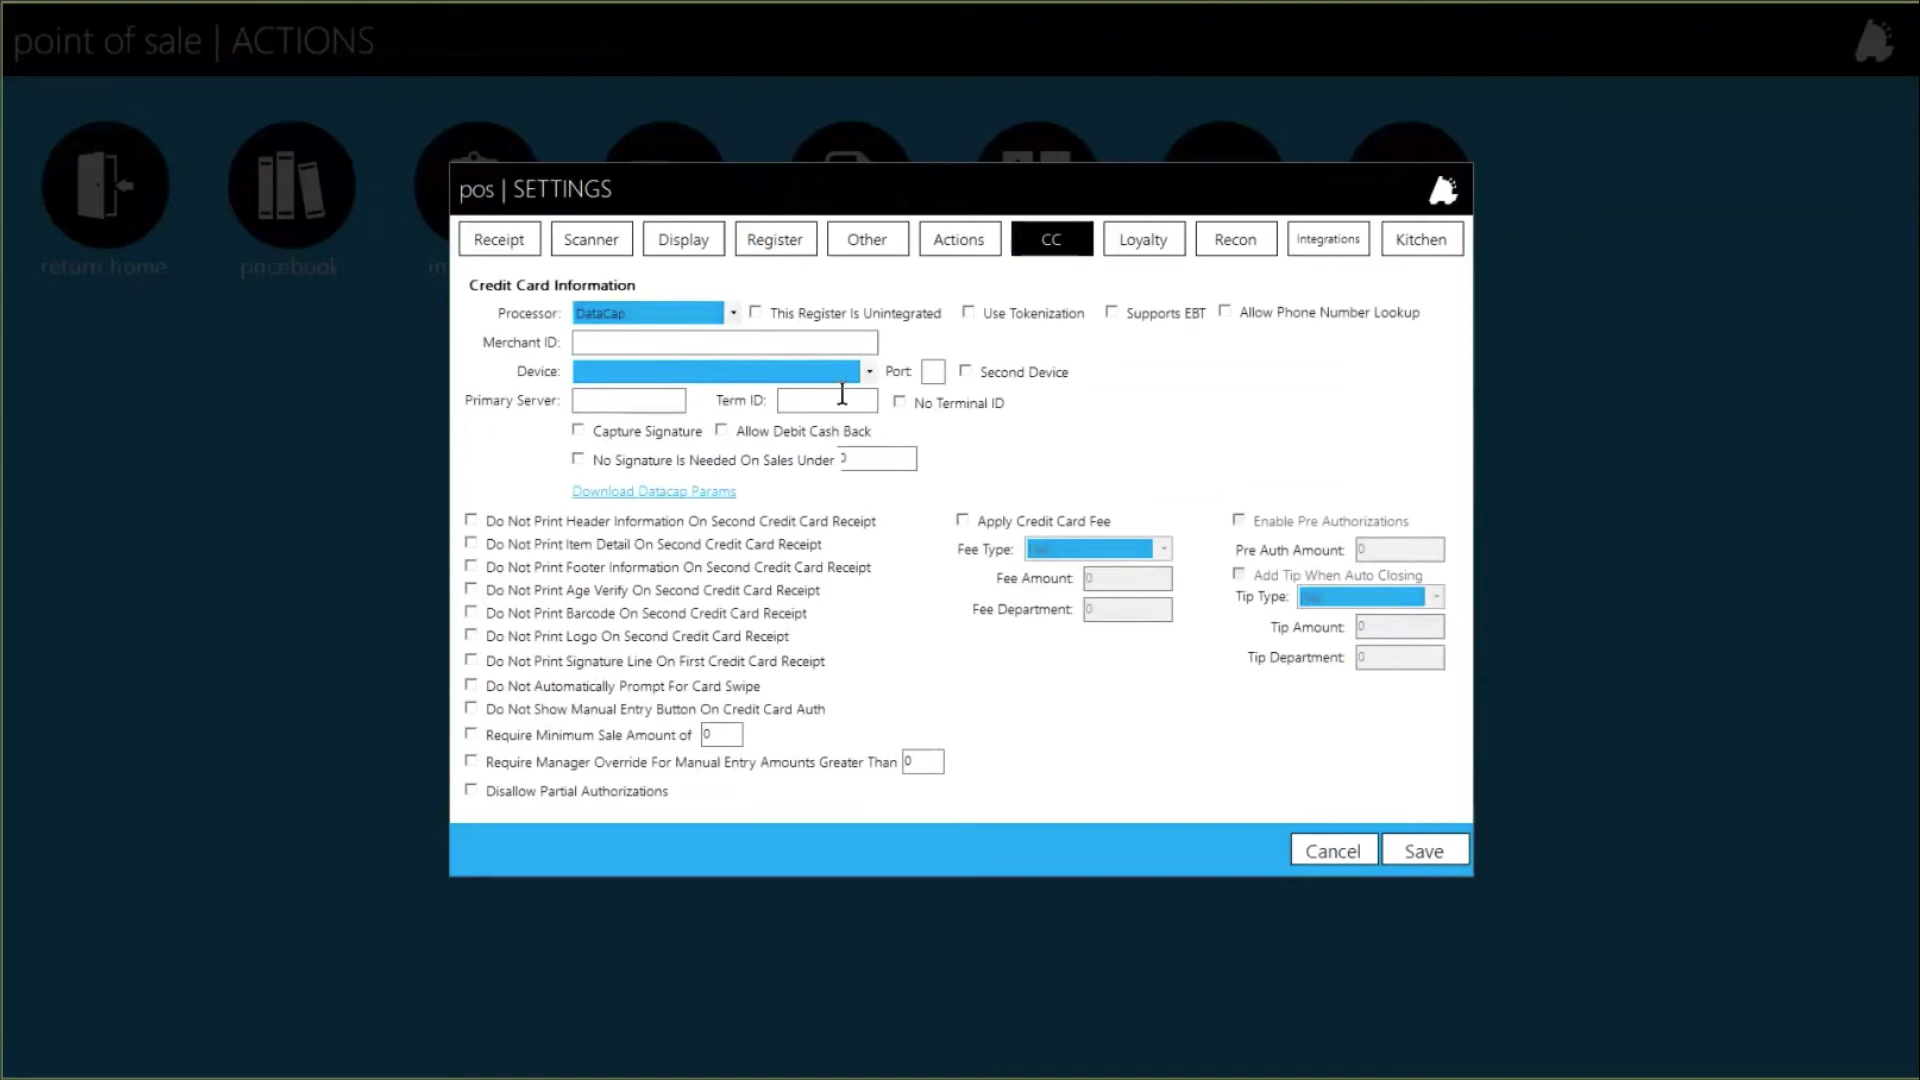 point of sale | ACTIONS
return home
pricebook
in
pos | SETTINGS
Receipt Scanner Display Register Other Actions CC Loyalty Recon Integrations Kitchen
Credit Card Information
Processor: DataCap This Register Is Unintegrated Use Tokenization Supports EBT Allow Phone Number Lookup
Merchant ID:
Device: Port: Second Device
Primary Server: Term ID: No Terminal ID
Capture Signature Allow Debit Cash Back
No Signature Is Needed On Sales Under 0
Download Datacap Params
Do Not Print Header Information On Second Credit Card Receipt
Do Not Print Item Detail On Second Credit Card Receipt
Do Not Print Footer Information On Second Credit Card Receipt
Do Not Print Age Verify On Second Credit Card Receipt
Do Not Print Barcode On Second Credit Card Receipt
Do Not Print Logo On Second Credit Card Receipt
Do Not Print Signature Line On First Credit Card Receipt
Do Not Automatically Prompt For Card Swipe
Do Not Show Manual Entry Button On Credit Card Auth
Require Minimum Sale Amount of 0
Require Manager Override For Manual Entry Amounts Greater Than 0
Disallow Partial Authorizations
Apply Credit Card Fee
Fee Type:
Fee Amount: 0
Fee Department: 0
Enable Pre Authorizations
Pre Auth Amount: 0
Add Tip When Auto Closing
Tip Type:
Tip Amount: 0
Tip Department: 0
Cancel Save